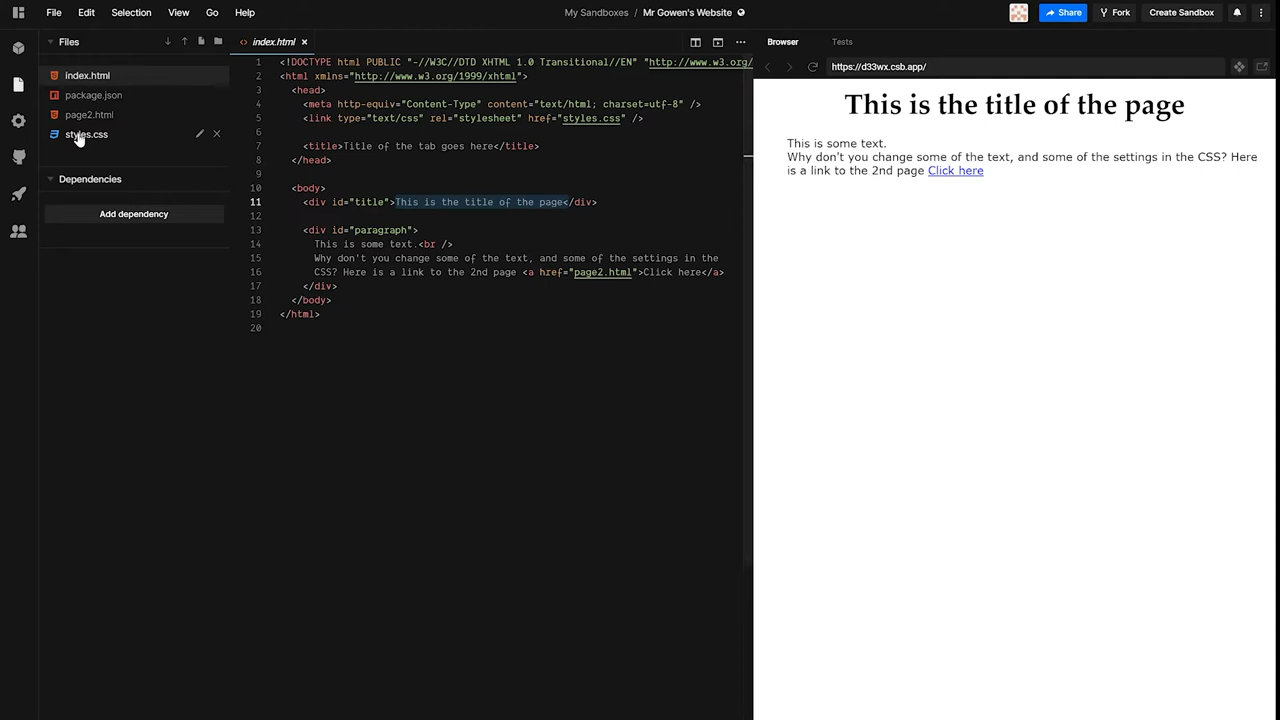 File Edit Selection View Go Help
My Sandboxes / Mr Gowen's Website
Share Fork Create Sandbox
Files
index.html
package.json
page2.html
styles.css
Dependencies
Add dependency
index.html
1 <!DOCTYPE html PUBLIC "-//W3C//DTD XHTML 1.0 Transitional//EN" "http://www.w3.org/
2 <html xmlns="http://www.w3.org/1999/xhtml">
3 <head>
4 <meta http-equiv="Content-Type" content="text/html; charset=utf-8" />
5 <link type="text/css" rel="stylesheet" href="styles.css" />
6
7 <title>Title of the tab goes here</title>
8 </head>
9
10 <body>
11 <div id="title">This is the title of the page</div>
12
13 <div id="paragraph">
14 This is some text.<br />
15 Why don't you change some of the text, and some of the settings in the
16 CSS? Here is a link to the 2nd page <a href="page2.html">Click here</a>
17 </div>
18 </body>
19 </html>
20
Browser Tests
https://d33wx.csb.app/
This is the title of the page
This is some text.
Why don't you change some of the text, and some of the settings in the CSS? Here
is a link to the 2nd page Click here